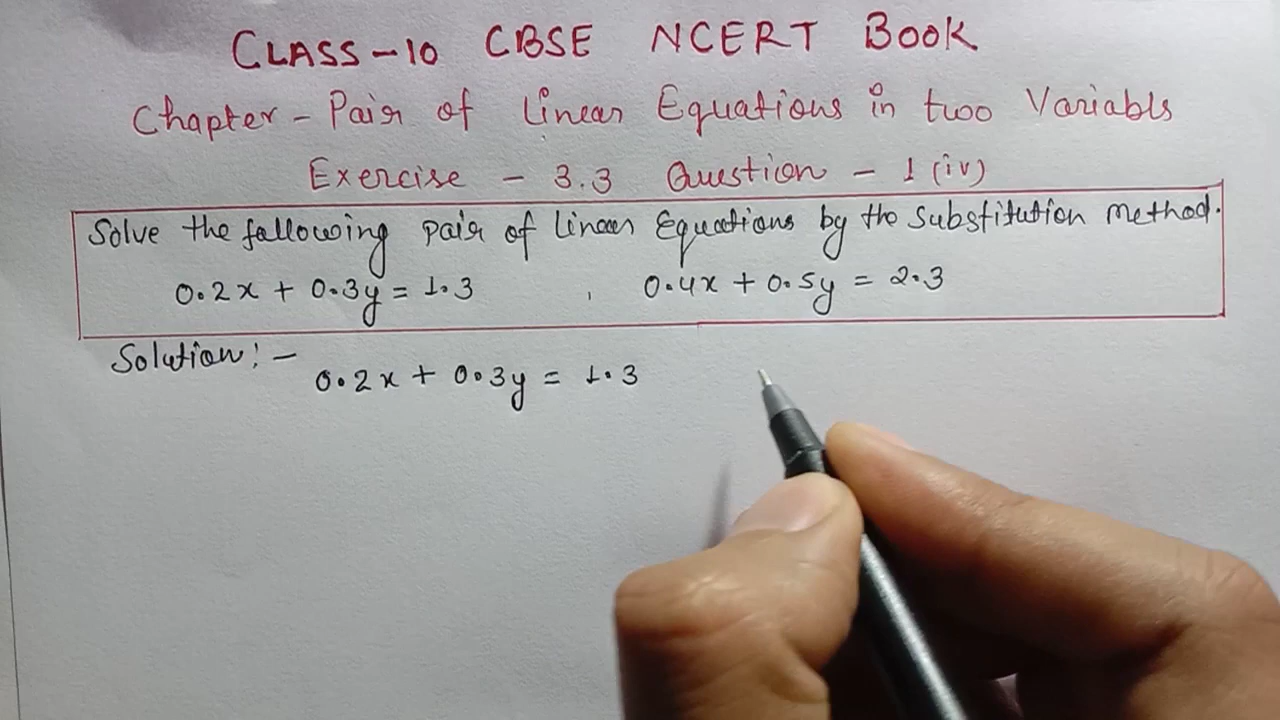 CLASS-10 CBSE NCERT BOOK
Chapter - Pair of Linear Equations in two Variabls
Exercise - 3.3 Question - 1 (iv)
Solve the following pair of linear Equations by the substitution method.
0.2x + 0.3y = 1.3 , 0.4x + 0.5y = 2.3
Solution:-
0.2x + 0.3y = 1.3